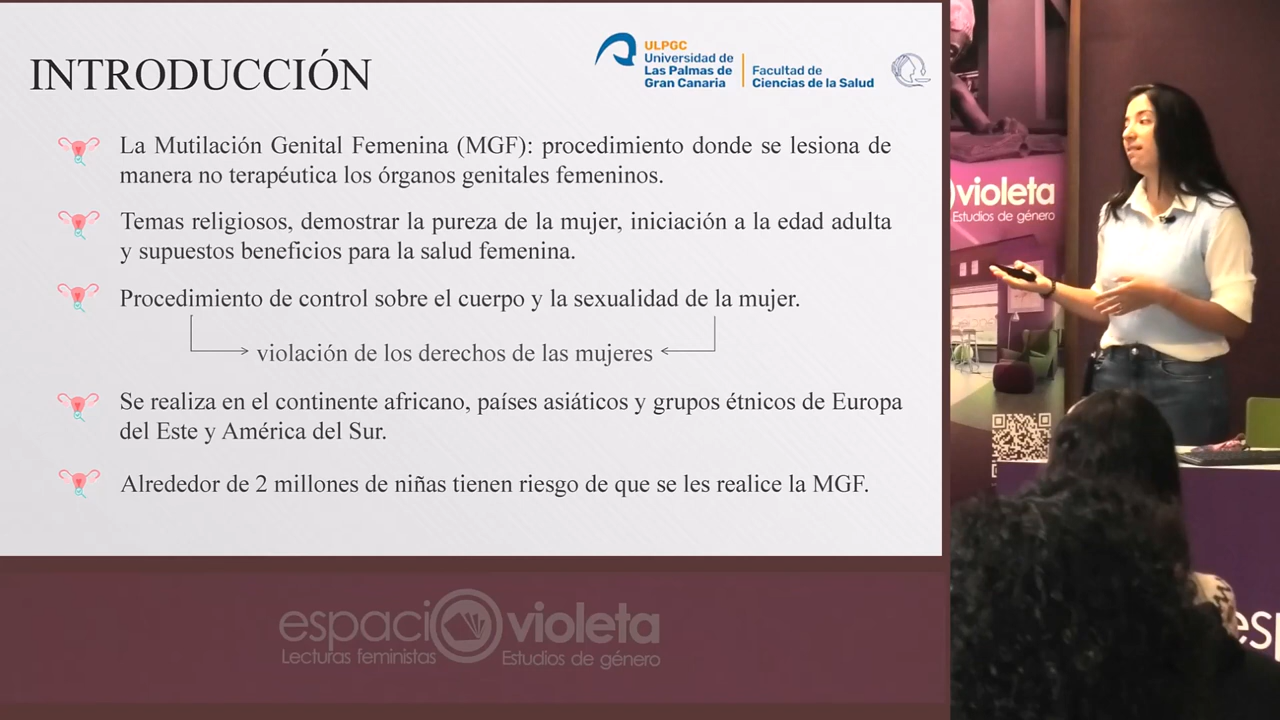 INTRODUCCIÓN
ULPGC
Universidad de
Las Palmas de
Gran Canaria
Facultad de
Ciencias de la Salud
La Mutilación Genital Femenina (MGF): procedimiento donde se lesiona de
manera no terapéutica los órganos genitales femeninos.
Temas religiosos, demostrar la pureza de la mujer, iniciación a la edad adulta
y supuestos beneficios para la salud femenina.
Procedimiento de control sobre el cuerpo y la sexualidad de la mujer.
violación de los derechos de las mujeres
Se realiza en el continente africano, países asiáticos y grupos étnicos de Europa
del Este y América del Sur.
Alrededor de 2 millones de niñas tienen riesgo de que se les realice la MGF.
espacio violeta
Lecturas feministas
Estudios de género
violeta
Estudios de género
esp